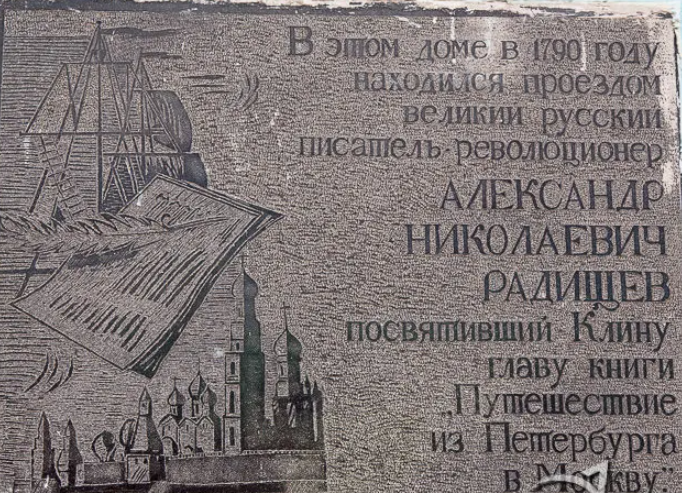 В этом доме в 1790 году
находился проездом
великий русский
писатель-революционер
АЛЕКСАНДР
НИКОЛАЕВИЧ
РАДИЩЕВ
посвятивший Клину
главу книги
„Путешествие
из Петербурга
в Москву."